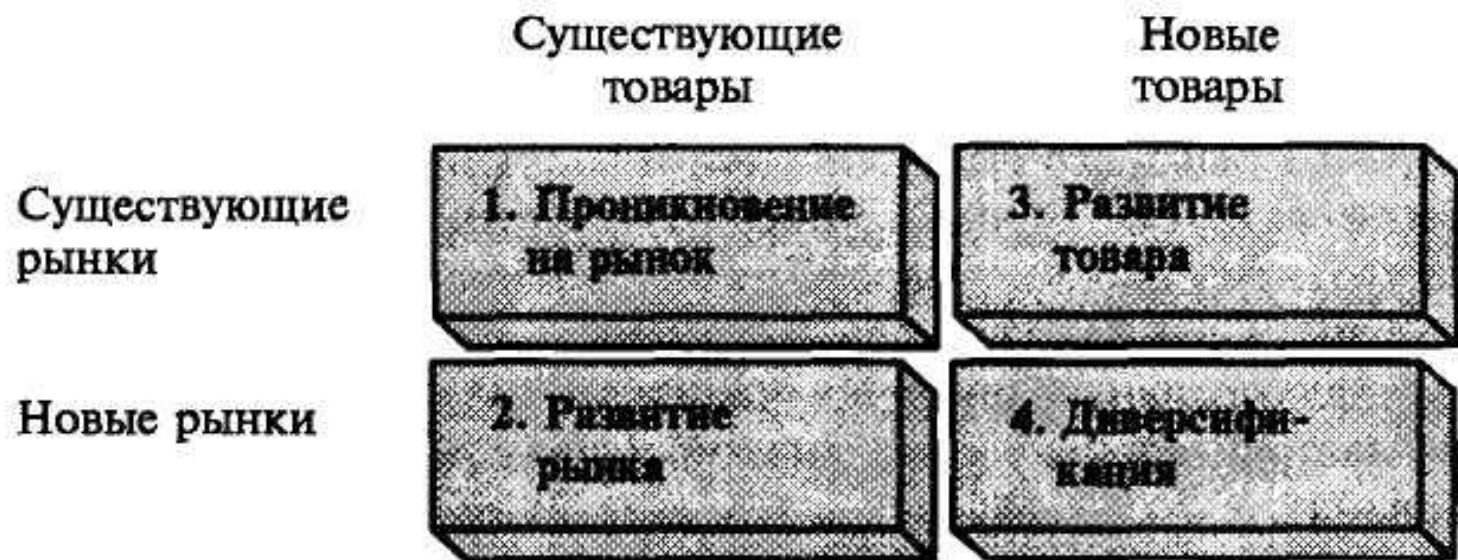 Существующие
товары
Новые
товары
Существующие
рынки
1. Проникновение
на рынок
3. Развитие
товара
Новые рынки
2. Развитие
рынка
4. Диверсифи-
кация